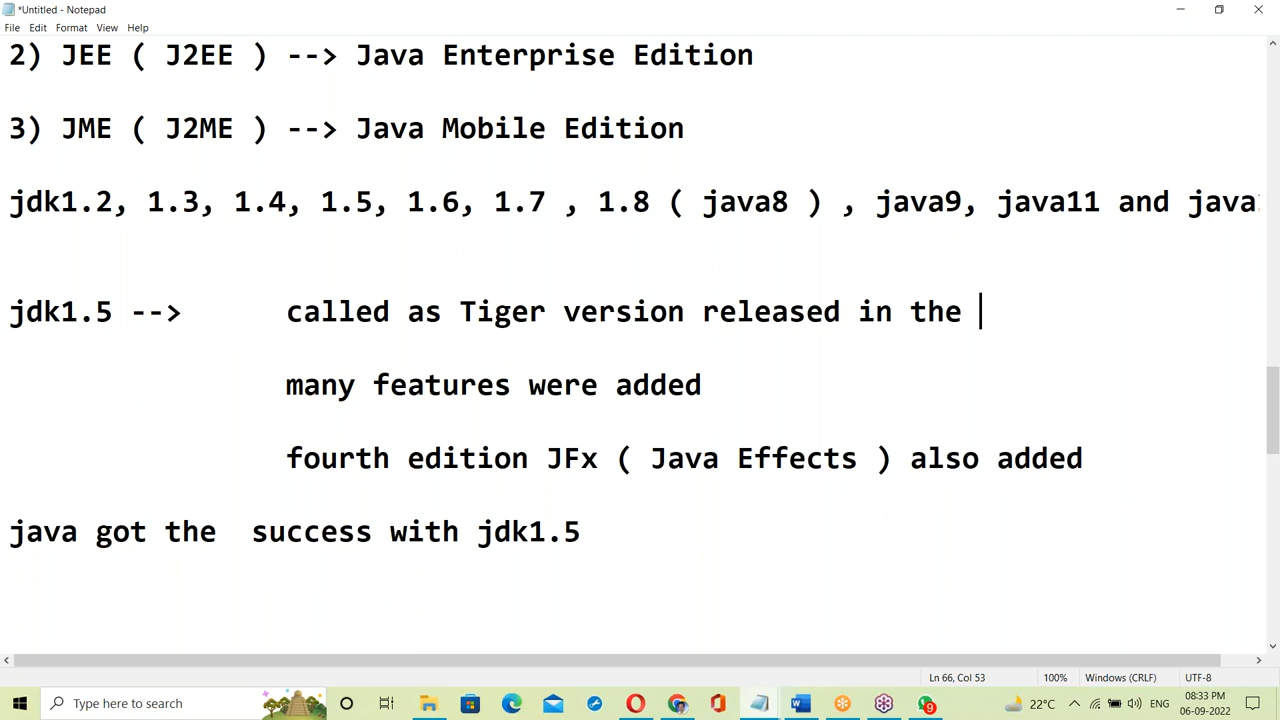 *Untitled - Notepad
File Edit Format View Help
2) JEE ( J2EE ) --> Java Enterprise Edition
3) JME ( J2ME ) --> Java Mobile Edition
jdk1.2, 1.3, 1.4, 1.5, 1.6, 1.7 , 1.8 ( java8 ) , java9, java11 and java
jdk1.5 --> called as Tiger version released in the
many features were added
fourth edition JFx ( Java Effects ) also added
java got the success with jdk1.5
Ln 66, Col 53 100% Windows (CRLF) UTF-8
Type here to search 9 22°C ENG 08:33 PM
06-09-2022